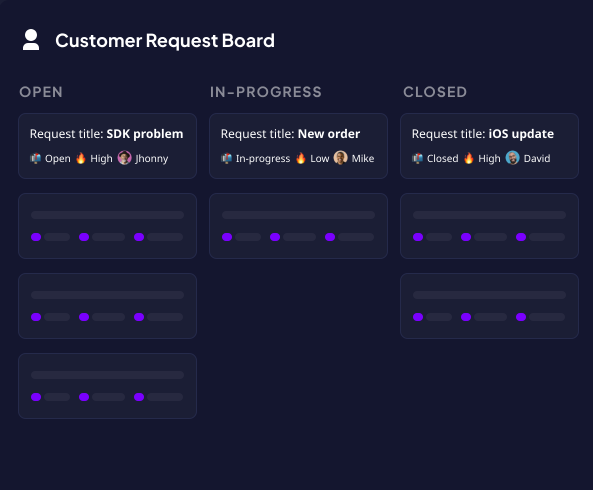 Customer Request Board
OPEN
Request title: SDK problem
Open High Jhonny
IN-PROGRESS
Request title: New order
In-progress Low Mike
CLOSED
Request title: iOS update
Closed High David